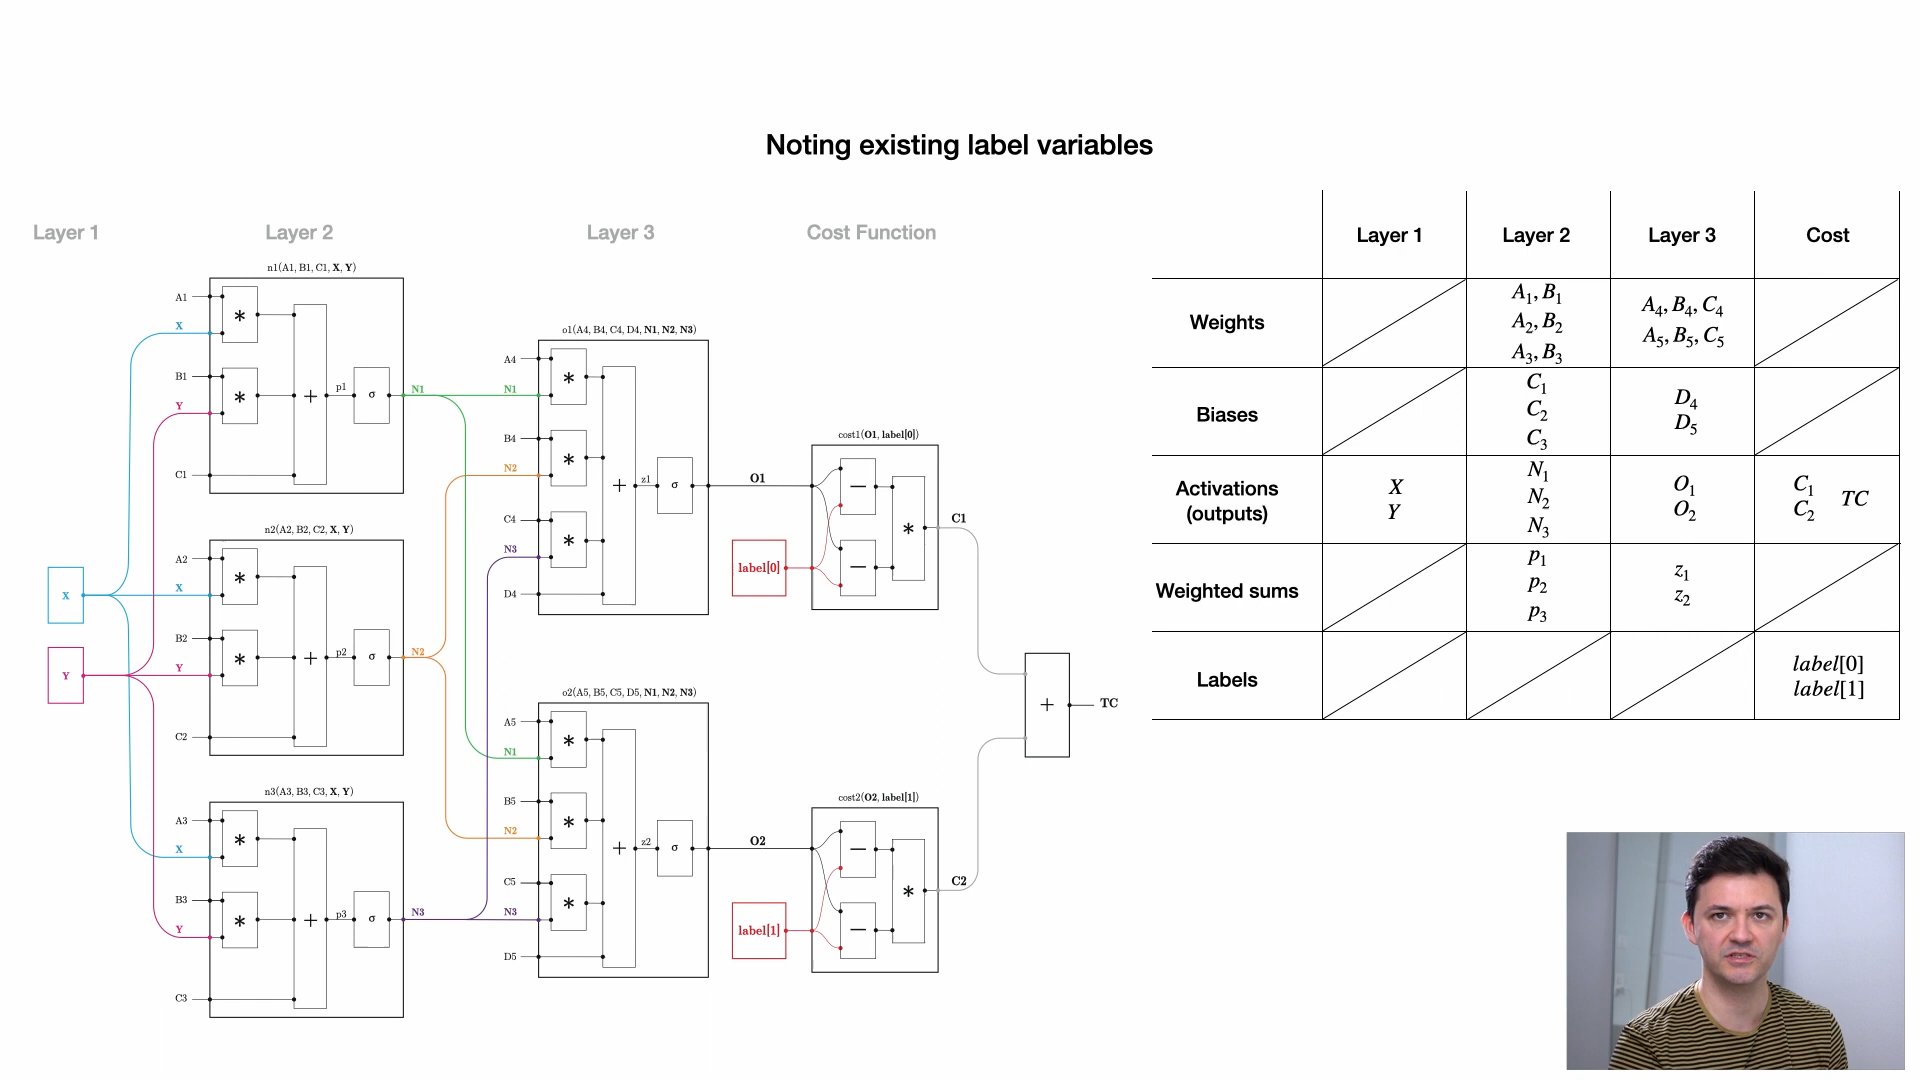 Noting existing label variables
Layer 1
Layer 2
Layer 3
Cost Function
n1(A1, B1, C1, X, Y)
A1
*
X
B1
*
+
p1
σ
N1
Y
C1
n2(A2, B2, C2, X, Y)
A2
*
X
B2
*
+
p2
σ
N2
Y
C2
n3(A3, B3, C3, X, Y)
A3
*
X
B3
*
+
p3
σ
N3
Y
C3
X
Y
o1(A4, B4, C4, D4, N1, N2, N3)
A4
*
N1
B4
*
N2
+
z1
σ
O1
C4
*
N3
D4
o2(A5, B5, C5, D5, N1, N2, N3)
A5
*
N1
B5
*
N2
+
z2
σ
O2
C5
*
N3
D5
cost1(O1, label[0])
−
*
−
C1
label[0]
cost2(O2, label[1])
−
*
−
C2
label[1]
+
TC
Layer 1 Layer 2 Layer 3 Cost
Weights
A1, B1
A2, B2
A3, B3
A4, B4, C4
A5, B5, C5
Biases
C1
C2
C3
D4
D5
Activations
(outputs)
X
Y
N1
N2
N3
O1
O2
C1
C2
TC
Weighted sums
p1
p2
p3
z1
z2
Labels
label[0]
label[1]